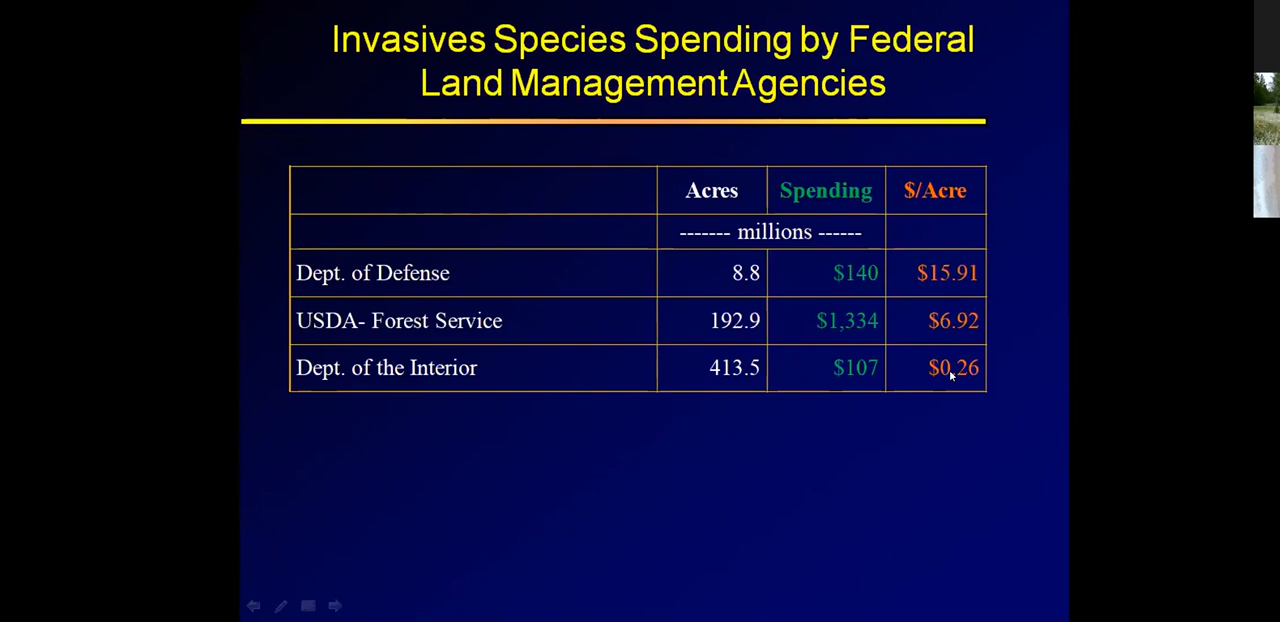 Invasives Species Spending by Federal
Land Management Agencies
Acres Spending $/Acre
------- millions ------
Dept. of Defense 8.8 $140 $15.91
USDA- Forest Service 192.9 $1,334 $6.92
Dept. of the Interior 413.5 $107 $0.26